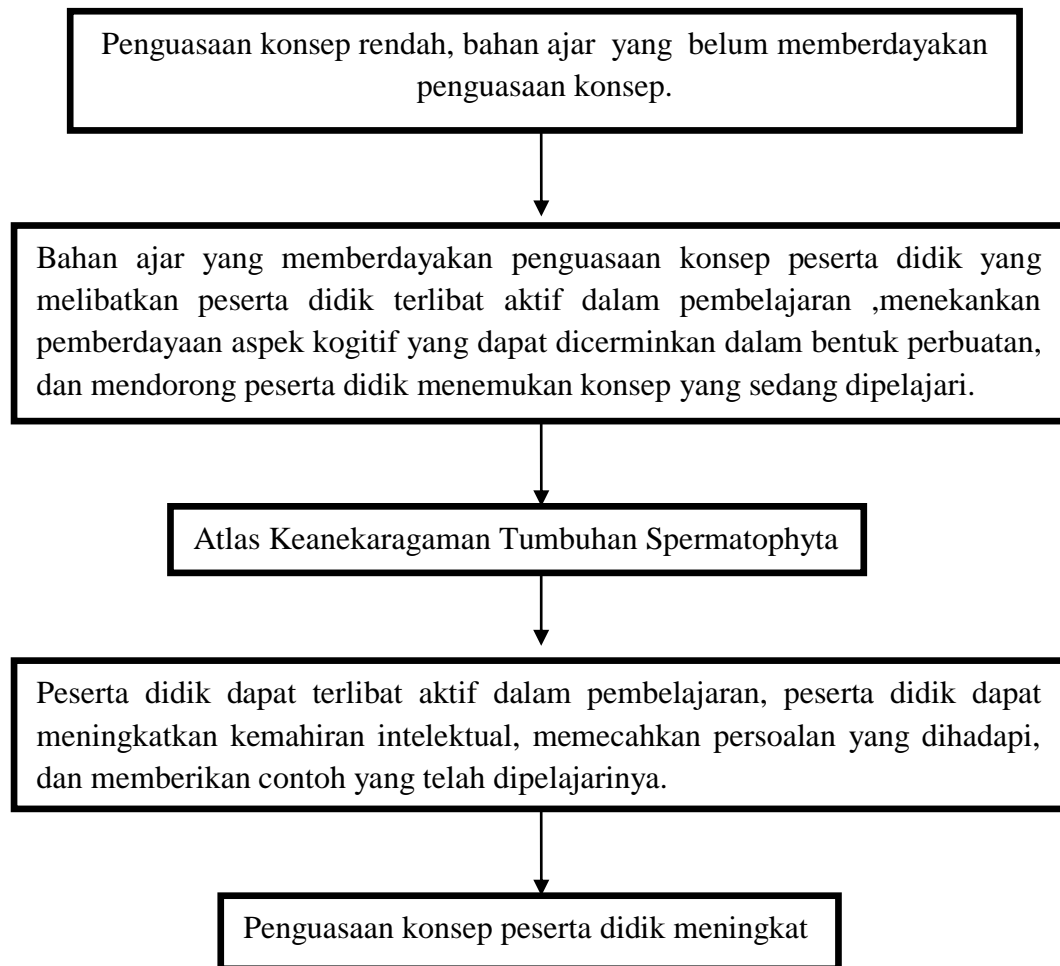 Penguasaan konsep rendah, bahan ajar yang belum memberdayakan
penguasaan konsep.
Bahan ajar yang memberdayakan penguasaan konsep peserta didik yang
melibatkan peserta didik terlibat aktif dalam pembelajaran ,menekankan
pemberdayaan aspek kogitif yang dapat dicerminkan dalam bentuk perbuatan,
dan mendorong peserta didik menemukan konsep yang sedang dipelajari.
Atlas Keanekaragaman Tumbuhan Spermatophyta
Peserta didik dapat terlibat aktif dalam pembelajaran, peserta didik dapat
meningkatkan kemahiran intelektual, memecahkan persoalan yang dihadapi,
dan memberikan contoh yang telah dipelajarinya.
Penguasaan konsep peserta didik meningkat